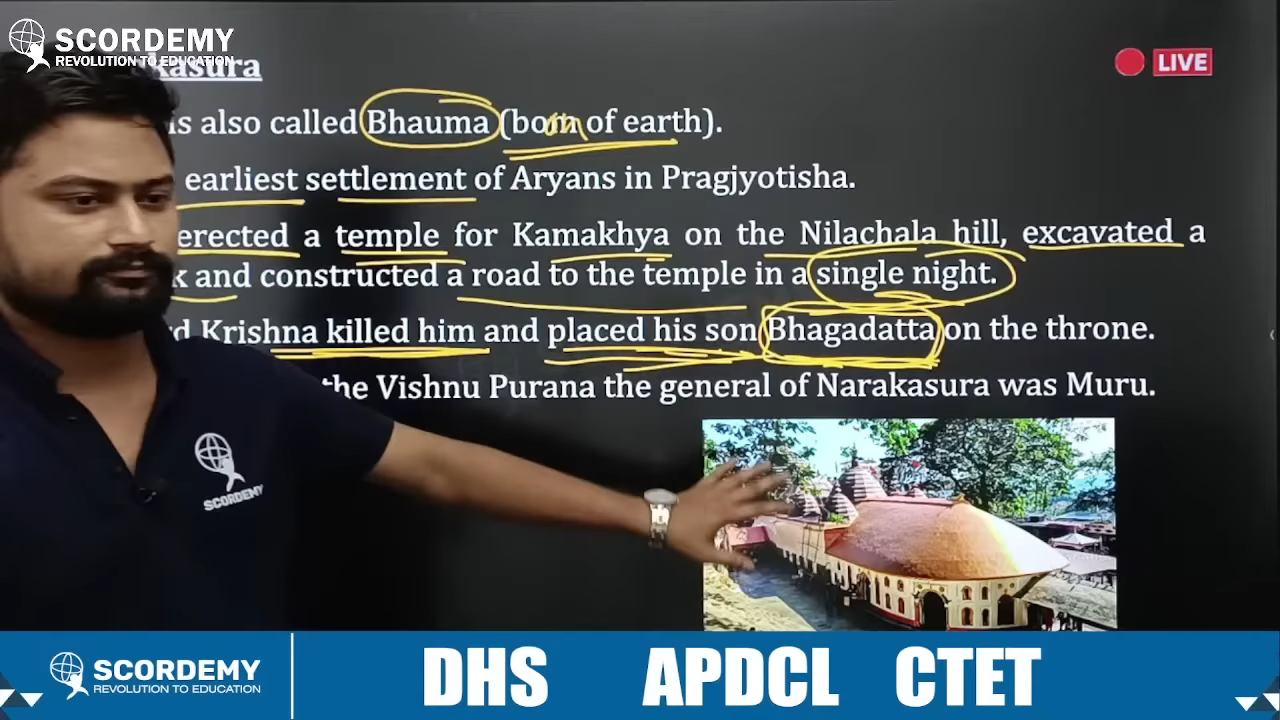 SCORDEMY
REVOLUTION TO EDUCATION
kasura
LIVE
is also called Bhauma (born of earth).
earliest settlement of Aryans in Pragjyotisha.
erected a temple for Kamakhya on the Nilachala hill, excavated a
k and constructed a road to the temple in a single night.
d Krishna killed him and placed his son Bhagadatta on the throne.
the Vishnu Purana the general of Narakasura was Muru.
SCORDEMY
SCORDEMY
REVOLUTION TO EDUCATION
DHS APDCL CTET